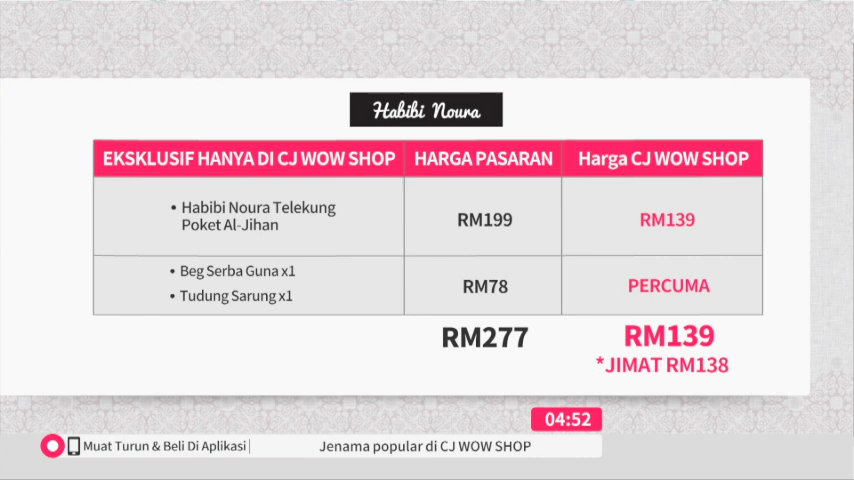 Habibi Noura
EKSKLUSIF HANYA DI CJ WOW SHOP
HARGA PASARAN
Harga CJ WOW SHOP
• Habibi Noura Telekung
Poket Al-Jihan
RM199
RM139
• Beg Serba Guna x1
• Tudung Sarung x1
RM78
PERCUMA
RM277
RM139
*JIMAT RM138
04:52
Muat Turun & Beli Di Aplikasi
Jenama popular di CJ WOW SHOP